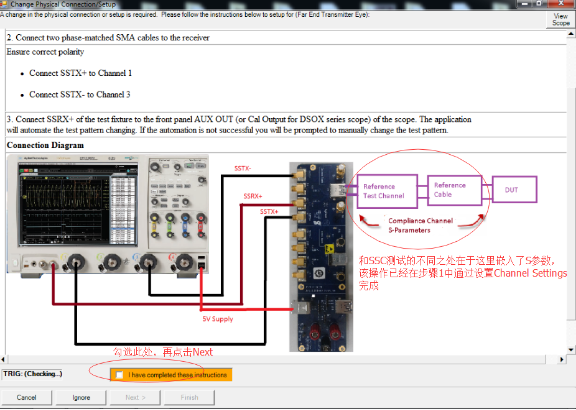 Change Physical Connection/Setup
A change in the physical connection or setup is required. Please follow the instructions below to setup for (Far End Transmitter Eye):
View Scope
2. Connect two phase-matched SMA cables to the receiver
Ensure correct polarity
• Connect SSTX+ to Channel 1
• Connect SSTX- to Channel 3
3. Connect SSRX+ of the test fixture to the front panel AUX OUT (or Cal Output for DSOX series scope) of the scope. The application
will automate the test pattern changing. If the automation is not successful you will be prompted to manually change the test pattern.
Connection Diagram
SSTX-
SSRX+
SSTX+
5V Supply
Reference Test Channel
Reference Cable
DUT
Compliance Channel
S-Parameters
和SSC测试的不同之处在于这里嵌入了S参数,
该操作已经在步骤1中通过设置Channel Settings
完成
勾选此处，再点击Next
TRIG: (Checking...)
I have completed these instructions
Cancel
Ignore
Next >
Finish